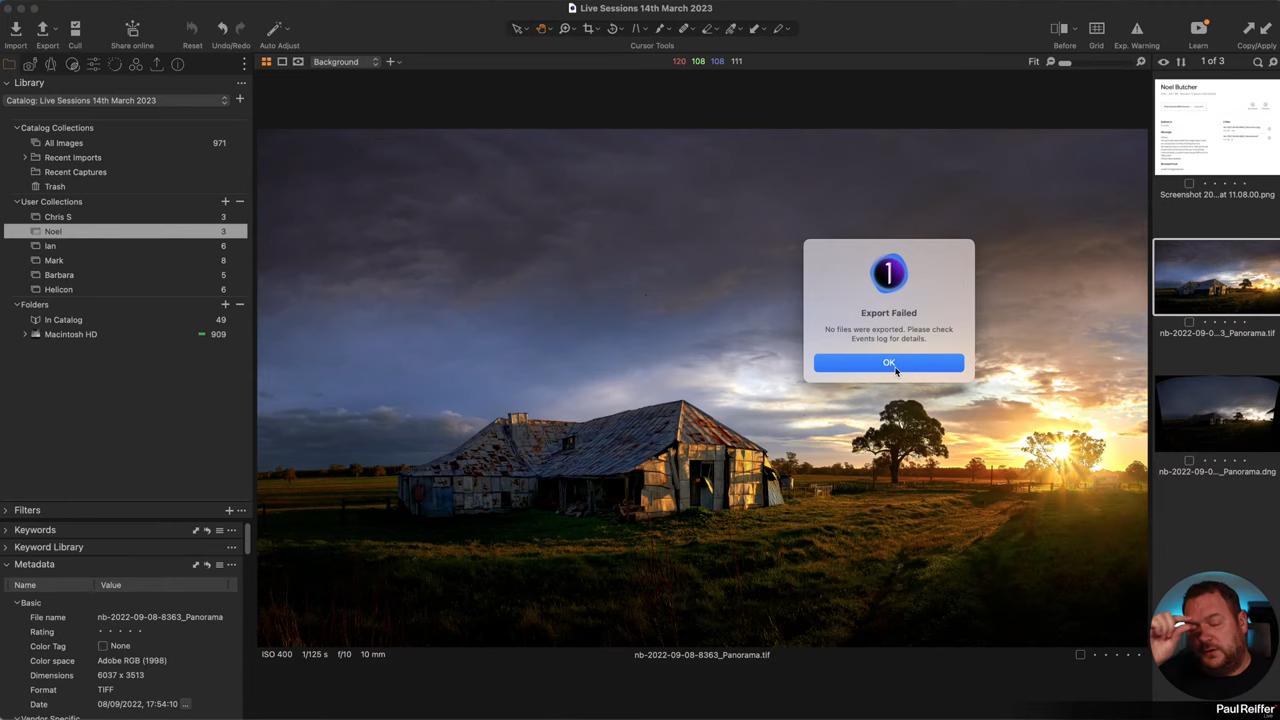 Live Sessions 14th March 2023
Import
Export
Cull
Share online
Reset
Undo/Redo
Auto Adjust
Cursor Tools
Before
Grid
Exp. Warning
Learn
Copy/Apply
Background
120 108 108 111
Fit
1 of 3
Library
Catalog: Live Sessions 14th March 2023
Catalog Collections
All Images 971
Recent Imports
Recent Captures
Trash
User Collections
Chris S 3
Noel 3
Ian 6
Mark 8
Barbara 5
Helicon 6
Folders
In Catalog 49
Macintosh HD 909
Filters
Keywords
Keyword Library
Metadata
Name Value
Basic
File name nb-2022-09-08-8363_Panorama
Rating
Color Tag None
Color space Adobe RGB (1998)
Dimensions 6037 x 3513
Format TIFF
Date 08/09/2022, 17:54:10 ...
Vendor Specific
1
Export Failed
No files were exported. Please check
Events log for details.
OK
ISO 400 1/125 s f/10 10 mm
nb-2022-09-08-8363_Panorama.tif
Noel Butcher
Screenshot 20...at 11.08.00.png
nb-2022-09-0...3_Panorama.tif
nb-2022-09-0..._Panorama.dng
Paul Reiffer
Live